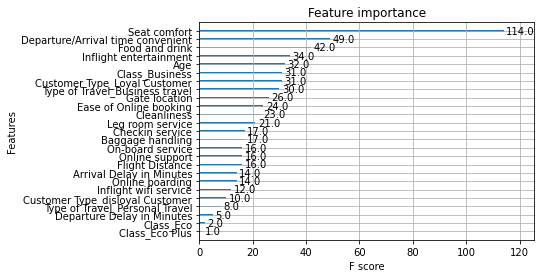 Feature importance
Seat comfort 114.0
Departure/Arrival time convenient 49.0
Food and drink 42.0
Inflight entertainment 34.0
Age 32.0
Class_Business 31.0
Customer Type_Loyal Customer 31.0
Type of Travel_Business travel 30.0
Gate location 26.0
Ease of Online booking 24.0
Cleanliness 23.0
Leg room service 21.0
Checkin service 17.0
Baggage handling 17.0
On-board service 16.0
Online support 16.0
Flight Distance 16.0
Arrival Delay in Minutes 14.0
Online boarding 14.0
Inflight wifi service 12.0
Customer Type_disloyal Customer 10.0
Type of Travel_Personal Travel 8.0
Departure Delay in Minutes 5.0
Class_Eco 2.0
Class_Eco Plus 1.0
Features
0 20 40 60 80 100 120
F score